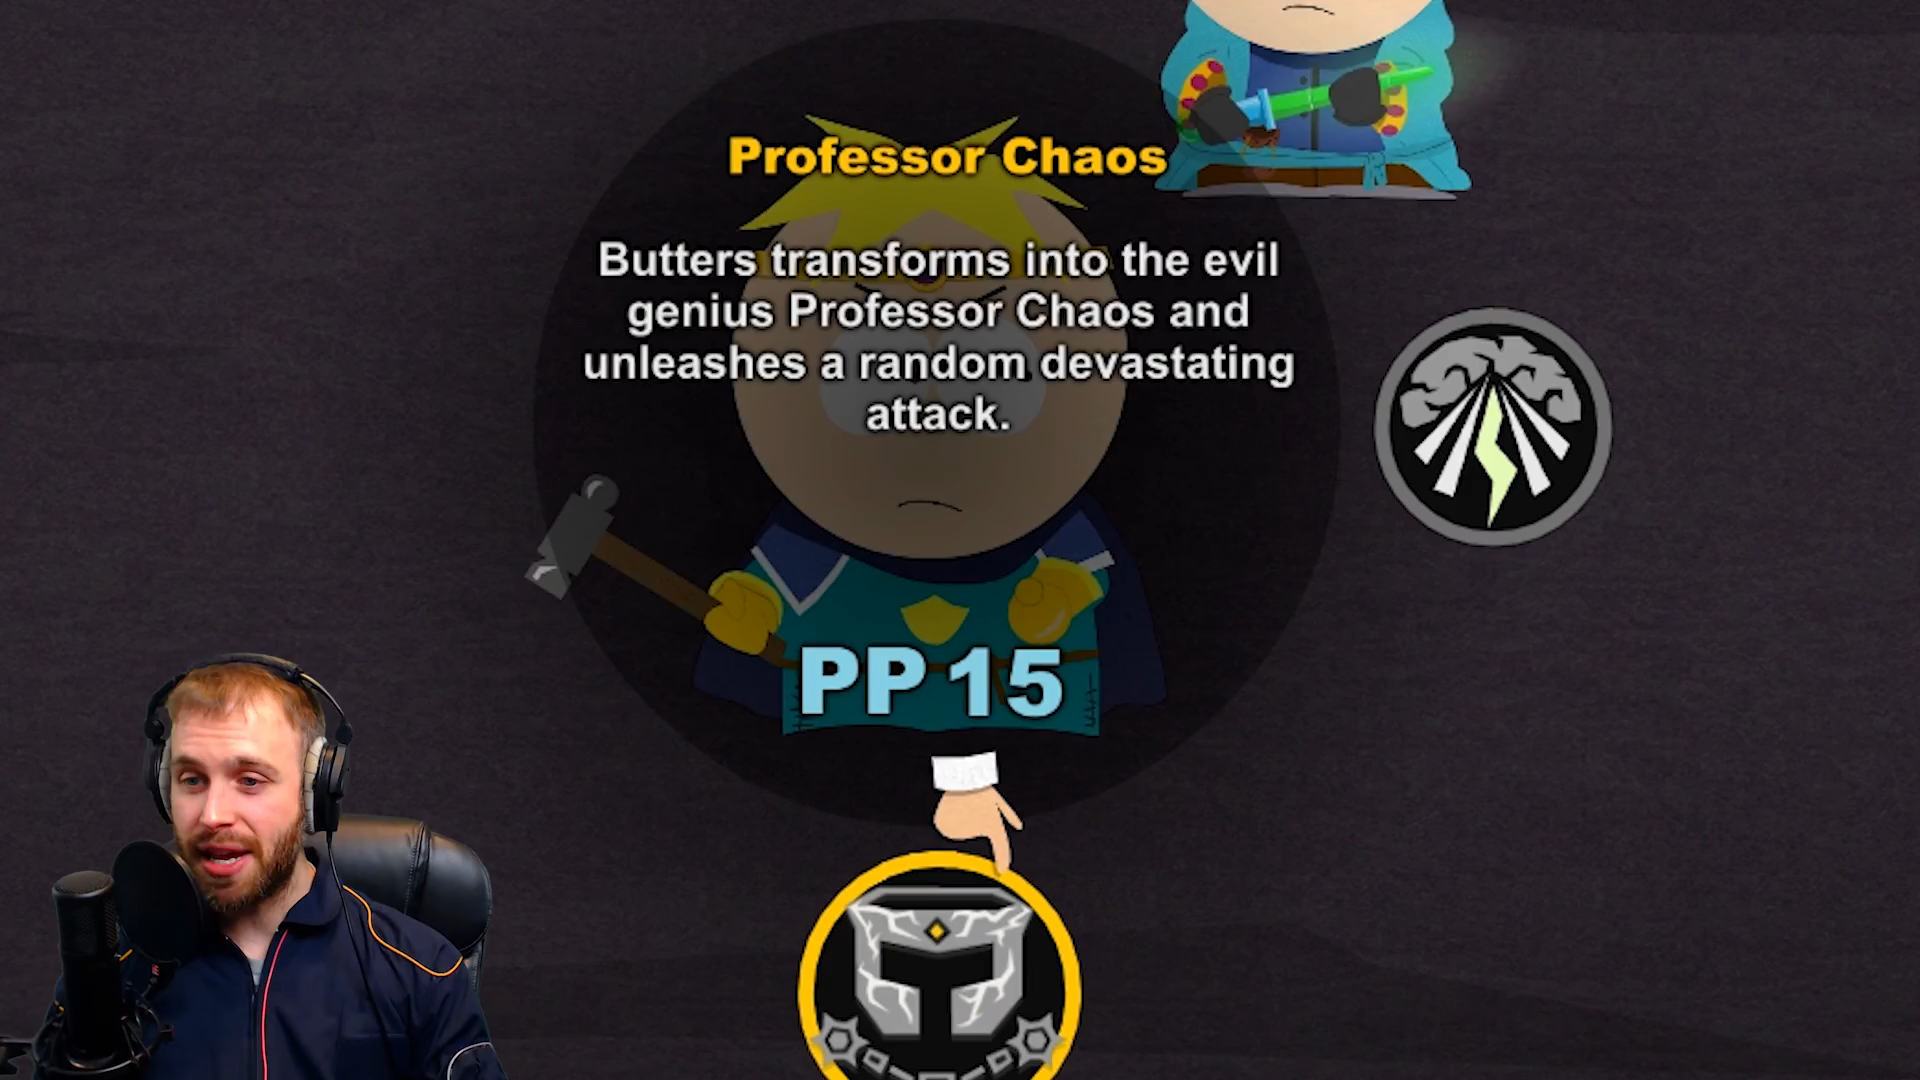 Professor Chaos
Butters transforms into the evil
genius Professor Chaos and
unleashes a random devastating
attack.
PP 15